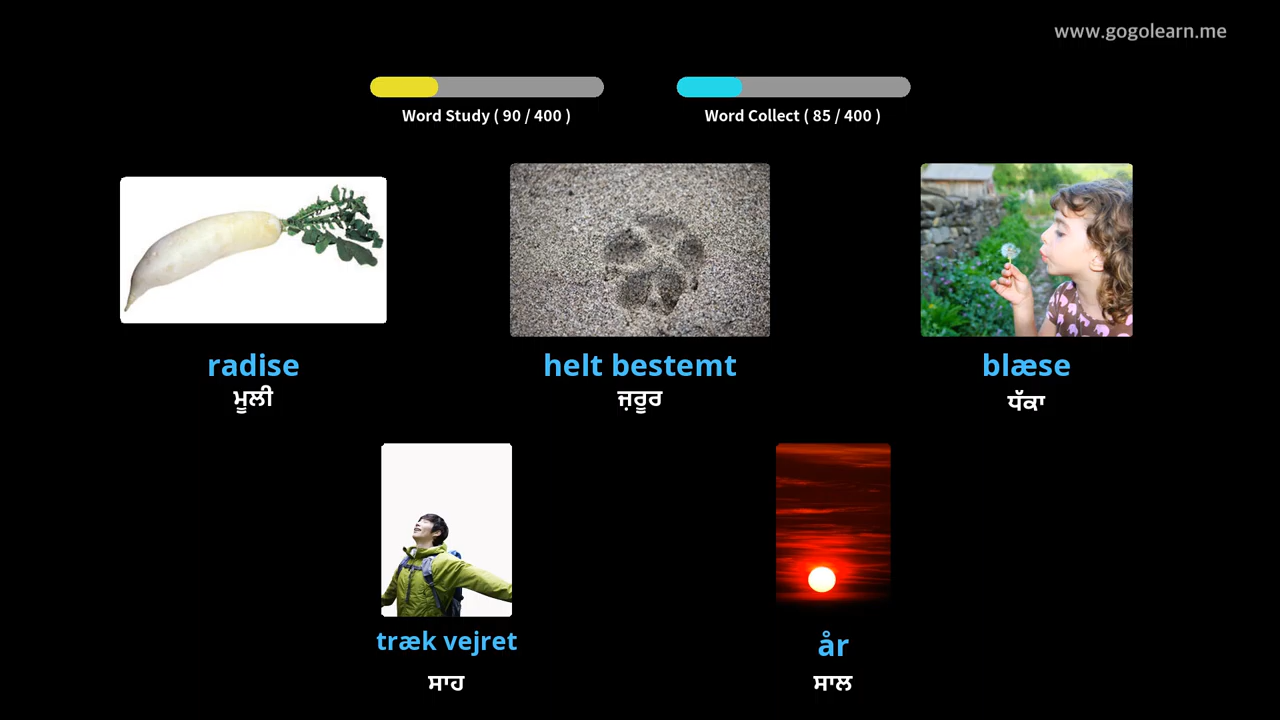 www.gogolearn.me
Word Study ( 90 / 400 )
Word Collect ( 85 / 400 )
radise
ਮੂਲੀ
helt bestemt
ਜ਼ਰੂਰ
blæse
ਧੱਕਾ
træk vejret
ਸਾਹ
år
ਸਾਲ